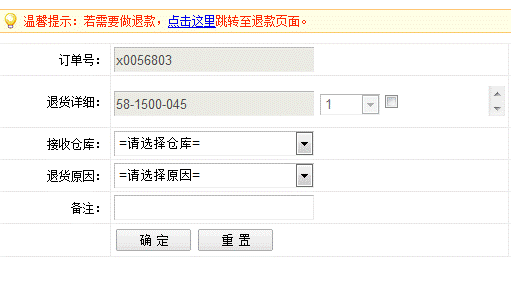 温馨提示：若需要做退款，点击这里跳转至退款页面。
订单号： x0056803
退货详细： 58-1500-045 1
接收仓库： =请选择仓库=
退货原因： =请选择原因=
备注：
确 定 重 置